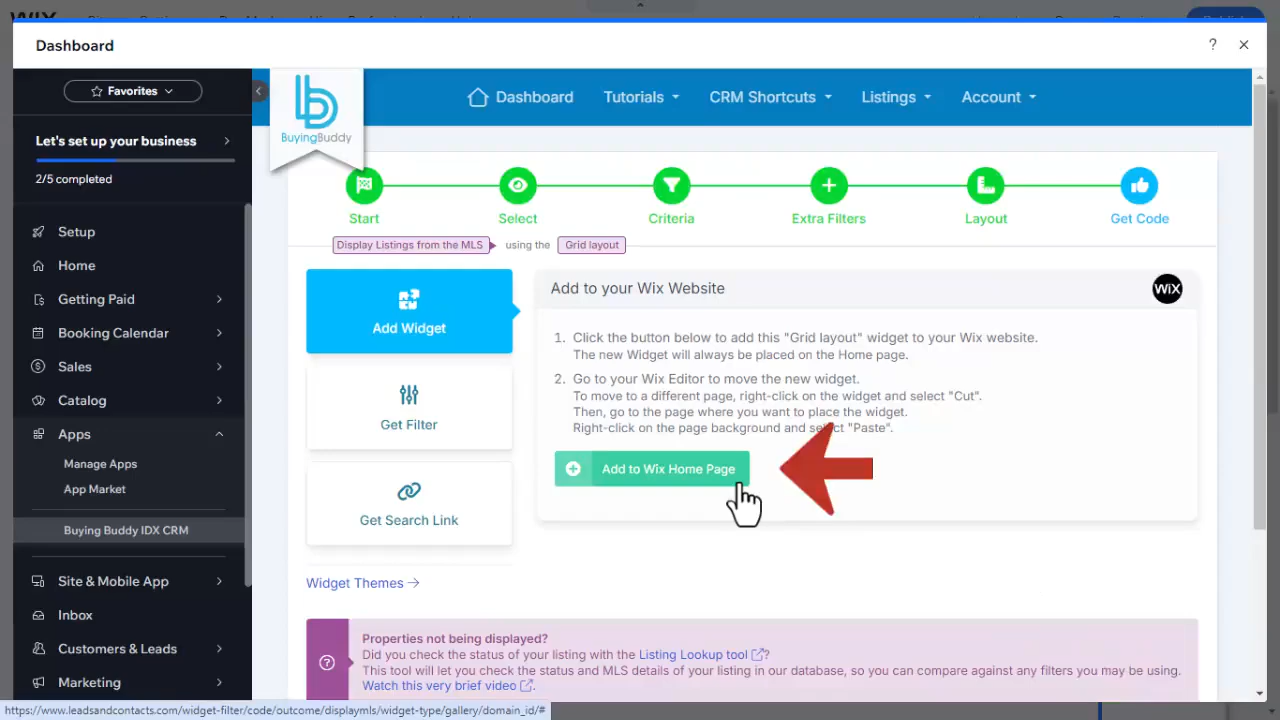 Dashboard
?
Favorites
Let's set up your business
2/5 completed
Setup
Home
Getting Paid
Booking Calendar
Sales
Catalog
Apps
Manage Apps
App Market
Buying Buddy IDX CRM
Site & Mobile App
Inbox
Customers & Leads
Marketing
BuyingBuddy
Dashboard
Tutorials
CRM Shortcuts
Listings
Account
Start
Select
Criteria
Extra Filters
Layout
Get Code
Display Listings from the MLS using the Grid layout
Add Widget
Get Filter
Get Search Link
Widget Themes
Add to your Wix Website
WiX
1. Click the button below to add this "Grid layout" widget to your Wix website.
The new Widget will always be placed on the Home page.
2. Go to your Wix Editor to move the new widget.
To move to a different page, right-click on the widget and select "Cut".
Then, go to the page where you want to place the widget.
Right-click on the page background and select "Paste".
Add to Wix Home Page
Properties not being displayed?
Did you check the status of your listing with the Listing Lookup tool ?
This tool will let you check the status and MLS details of your listing in our database, so you can compare against any filters you may be using.
Watch this very brief video .
https://www.leadsandcontacts.com/widget-filter/code/outcome/displaymls/widget-type/gallery/domain_id/#